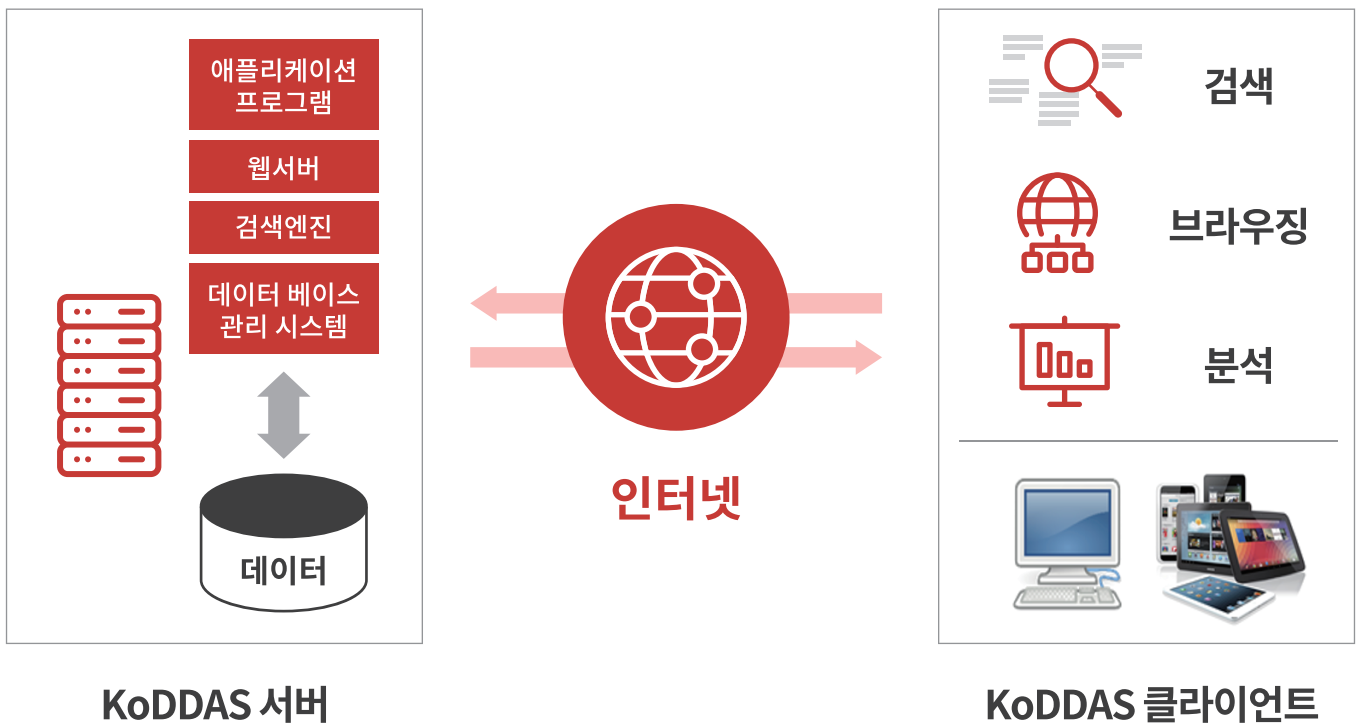 애플리케이션
프로그램
웹서버
검색엔진
데이터 베이스
관리 시스템
데이터
KoDDAS 서버
인터넷
검색
브라우징
분석
KoDDAS 클라이언트